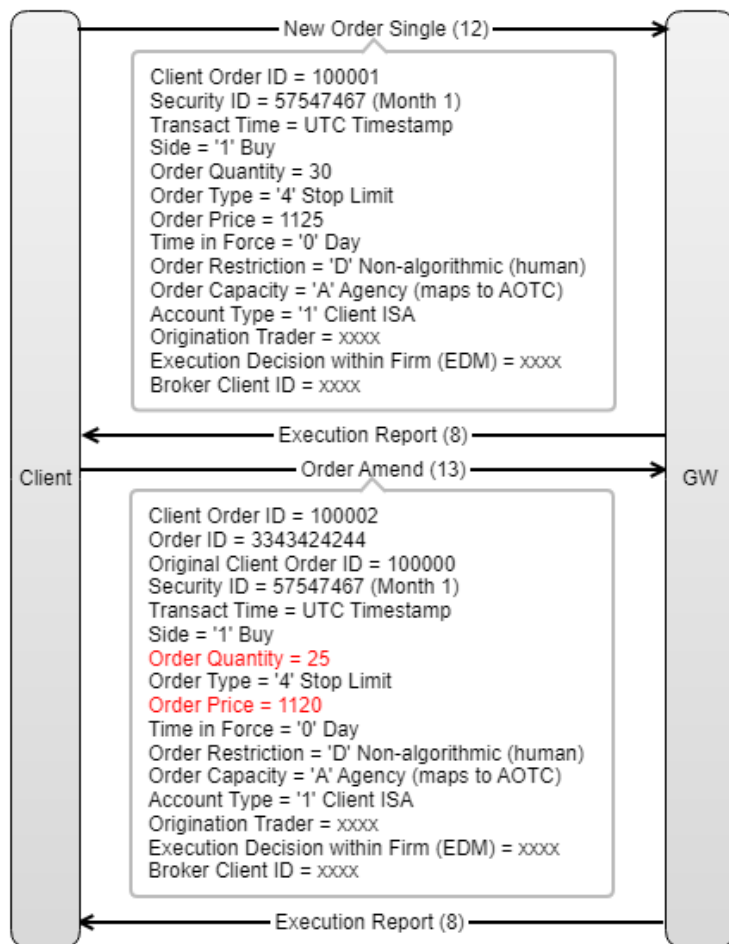 New Order Single (12)
Client Order ID = 100001
Security ID = 57547467 (Month 1)
Transact Time = UTC Timestamp
Side = '1' Buy
Order Quantity = 30
Order Type = '4' Stop Limit
Order Price = 1125
Time in Force = '0' Day
Order Restriction = 'D' Non-algorithmic (human)
Order Capacity = 'A' Agency (maps to AOTC)
Account Type = '1' Client ISA
Origination Trader = xxxx
Execution Decision within Firm (EDM) = xxxx
Broker Client ID = xxxx
Execution Report (8)
Order Amend (13)
Client
GW
Client Order ID = 100002
Order ID = 3343424244
Original Client Order ID = 100000
Security ID = 57547467 (Month 1)
Transact Time = UTC Timestamp
Side = '1' Buy
Order Quantity = 25
Order Type = '4' Stop Limit
Order Price = 1120
Time in Force = '0' Day
Order Restriction = 'D' Non-algorithmic (human)
Order Capacity = 'A' Agency (maps to AOTC)
Account Type = '1' Client ISA
Origination Trader = xxxx
Execution Decision within Firm (EDM) = xxxx
Broker Client ID = xxxx
Execution Report (8)